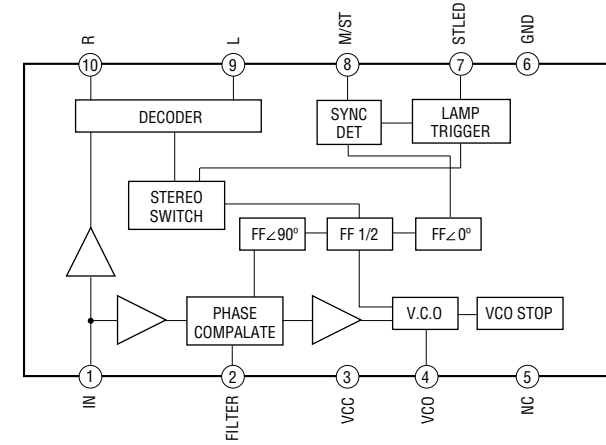 R
L
M/ST
STLED
GND
10
9
8
7
6
DECODER
SYNC
DET
LAMP
TRIGGER
STEREO
SWITCH
FF∠90º
FF 1/2
FF∠0º
PHASE
COMPALATE
V.C.O
VCO STOP
1
2
3
4
5
IN
FILTER
VCC
VCO
NC